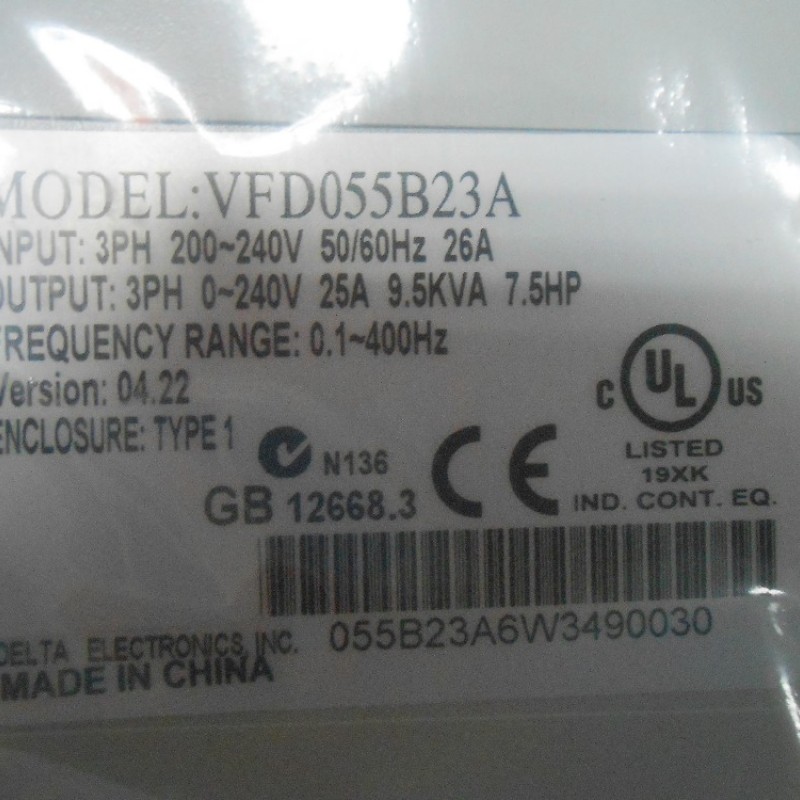 MODEL:VFD055B23A
INPUT: 3PH 200~240V 50/60Hz 26A
OUTPUT: 3PH 0~240V 25A 9.5KVA 7.5HP
FREQUENCY RANGE: 0.1~400Hz
Version: 04.22
ENCLOSURE: TYPE 1
N136
GB 12668.3
CE
C UL US
LISTED
19XK
IND. CONT. EQ.
055B23A6W3490030
DELTA ELECTRONICS, INC.
MADE IN CHINA